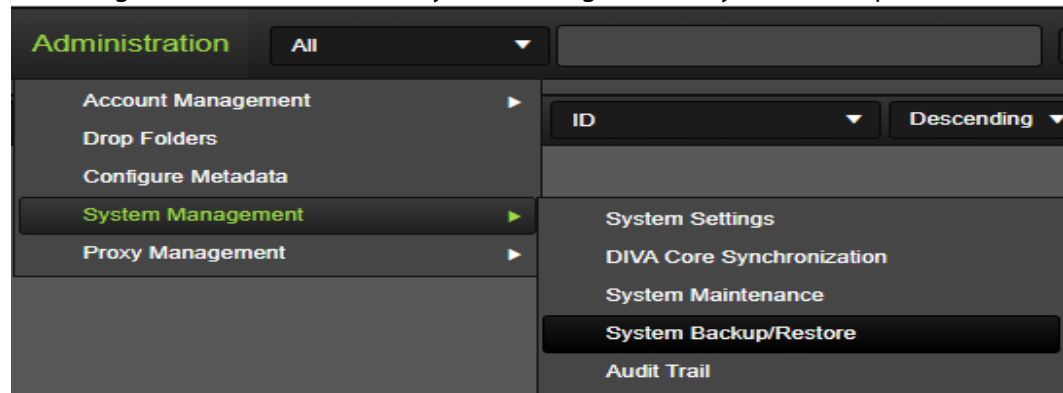 Administration All
Account Management
ID Descending
Drop Folders
Configure Metadata
System Management
System Settings
Proxy Management
DIVA Core Synchronization
System Maintenance
System Backup/Restore
Audit Trail